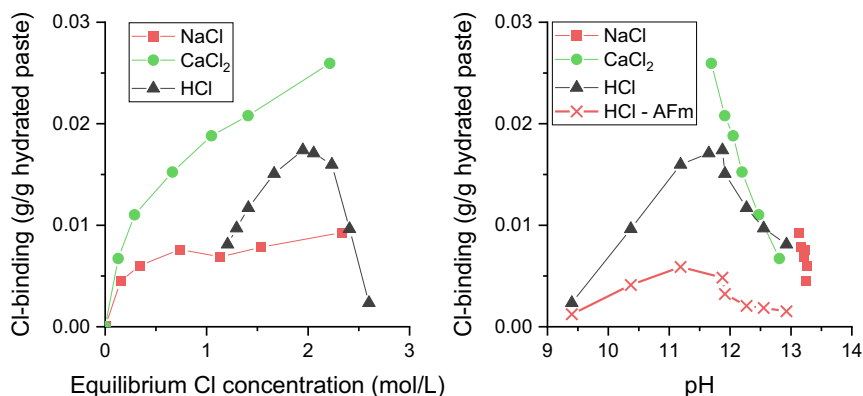 Cl-binding (g/g hydrated paste)
0.03
0.02
0.01
0.00
0
1
2
3
Equilibrium Cl concentration (mol/L)
NaCl
CaCl2
HCl
Cl-binding (g/g hydrated paste)
0.03
0.02
0.01
0.00
9
10
11
12
13
14
pH
NaCl
CaCl2
HCl
HCl - AFm